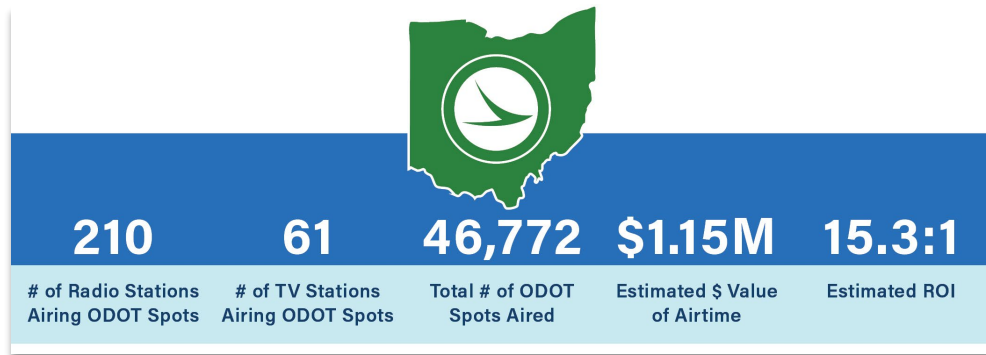 210
# of Radio Stations
Airing ODOT Spots
61
# of TV Stations
Airing ODOT Spots
46,772
Total # of ODOT
Spots Aired
$1.15M
Estimated $ Value
of Airtime
15.3:1
Estimated ROI